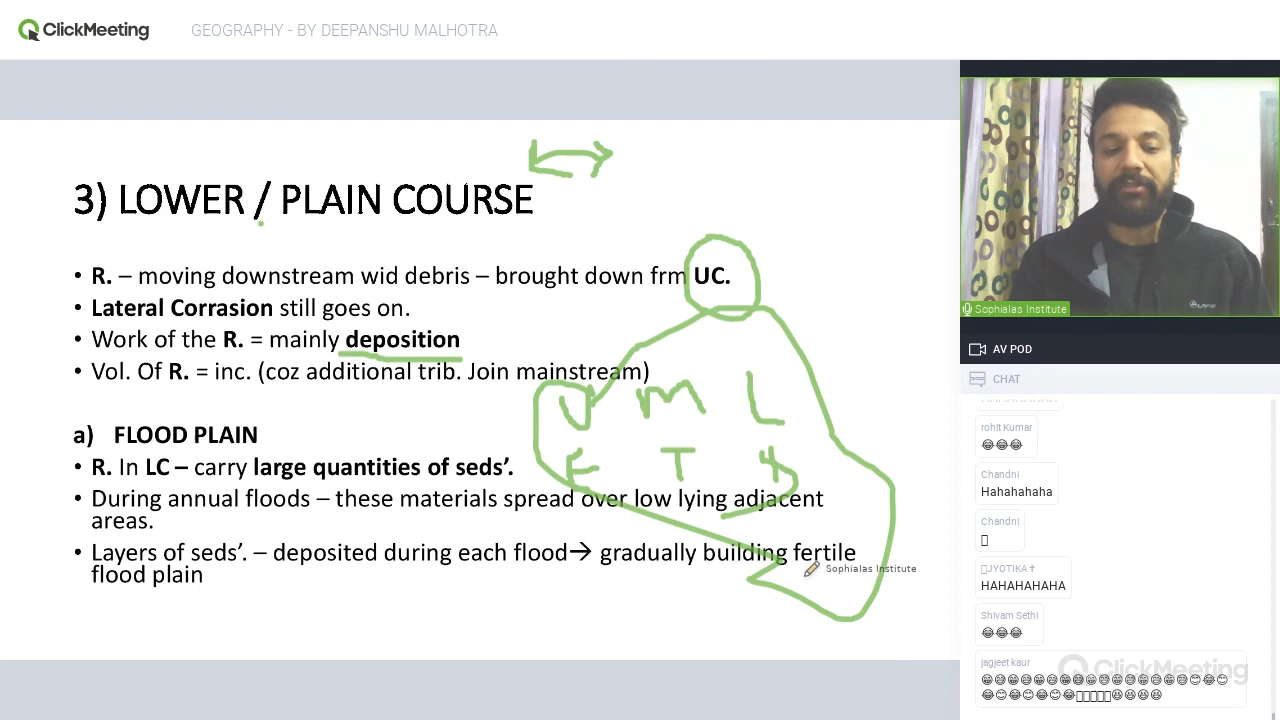 ClickMeeting
GEOGRAPHY - BY DEEPANSHU MALHOTRA
3) LOWER / PLAIN COURSE
• R. – moving downstream wid debris – brought down frm UC.
• Lateral Corrasion still goes on.
• Work of the R. = mainly deposition
• Vol. Of R. = inc. (coz additional trib. Join mainstream)
U M L
E T D
a) FLOOD PLAIN
• R. In LC – carry large quantities of seds’.
• During annual floods – these materials spread over low lying adjacent
areas.
• Layers of seds’. – deposited during each flood→ gradually building fertile
flood plain
Sophialas Institute
Sophialas Institute
AV POD
CHAT
rohit Kumar
😂😂😂
Chandni
Hahahahaha
Chandni
JYOTIKA✝
HAHAHAHAHA
Shivam Sethi
😂😂😂
jagjeet kaur
ClickMeeting